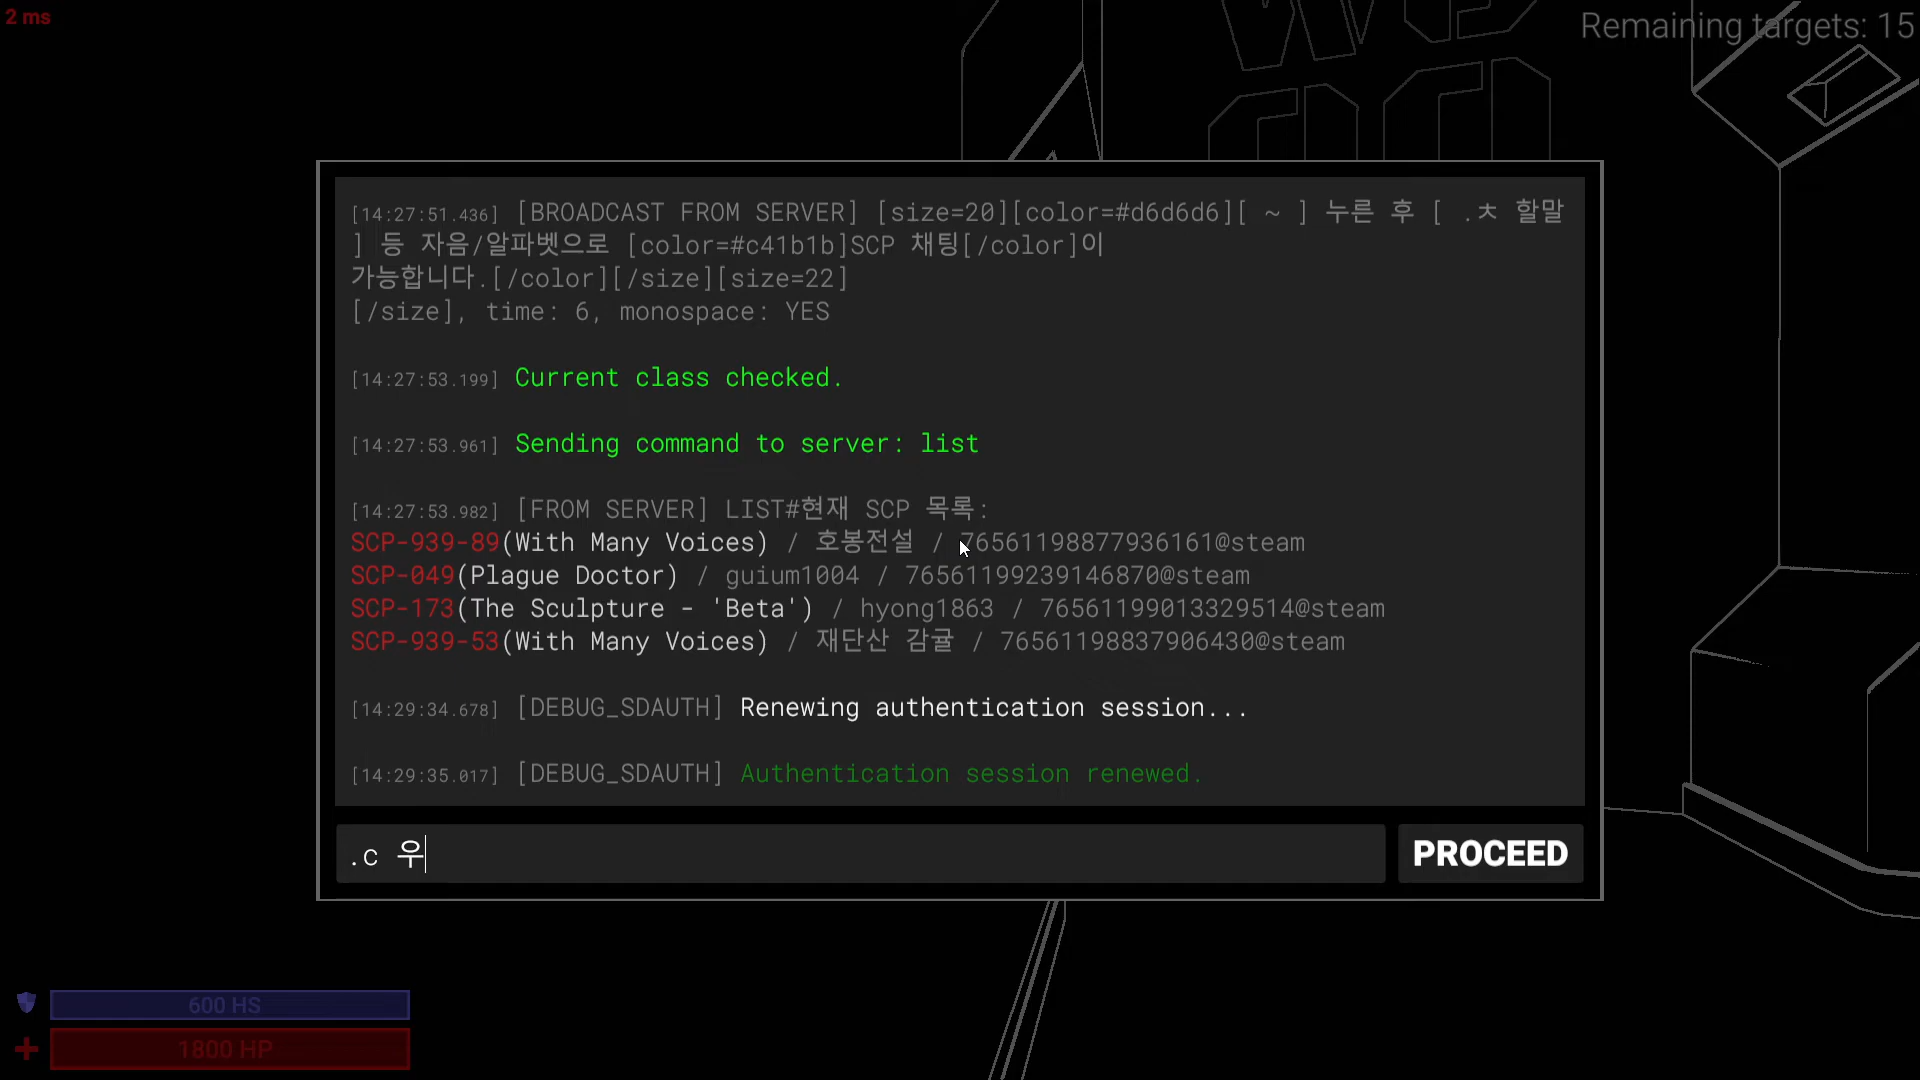 2 ms
Remaining targets: 15
[14:27:51.436] [BROADCAST FROM SERVER] [size=20][color=#d6d6d6][ ~ ] 누른 후 [ .ㅊ 할말
] 등 자음/알파벳으로 [color=#c41b1b]SCP 채팅[/color]이
가능합니다.[/color][/size][size=22]
[/size], time: 6, monospace: YES
[14:27:53.199] Current class checked.
[14:27:53.961] Sending command to server: list
[14:27:53.982] [FROM SERVER] LIST#현재 SCP 목록:
SCP-939-89(With Many Voices) / 호봉전설 / 76561198877936161@steam
SCP-049(Plague Doctor) / guium1004 / 76561199239146870@steam
SCP-173(The Sculpture - 'Beta') / hyong1863 / 76561199013329514@steam
SCP-939-53(With Many Voices) / 재단산 감귤 / 76561198837906430@steam
[14:29:34.678] [DEBUG_SDAUTH] Renewing authentication session...
[14:29:35.017] [DEBUG_SDAUTH] Authentication session renewed.
.c 우
PROCEED
600 HS
1800 HP